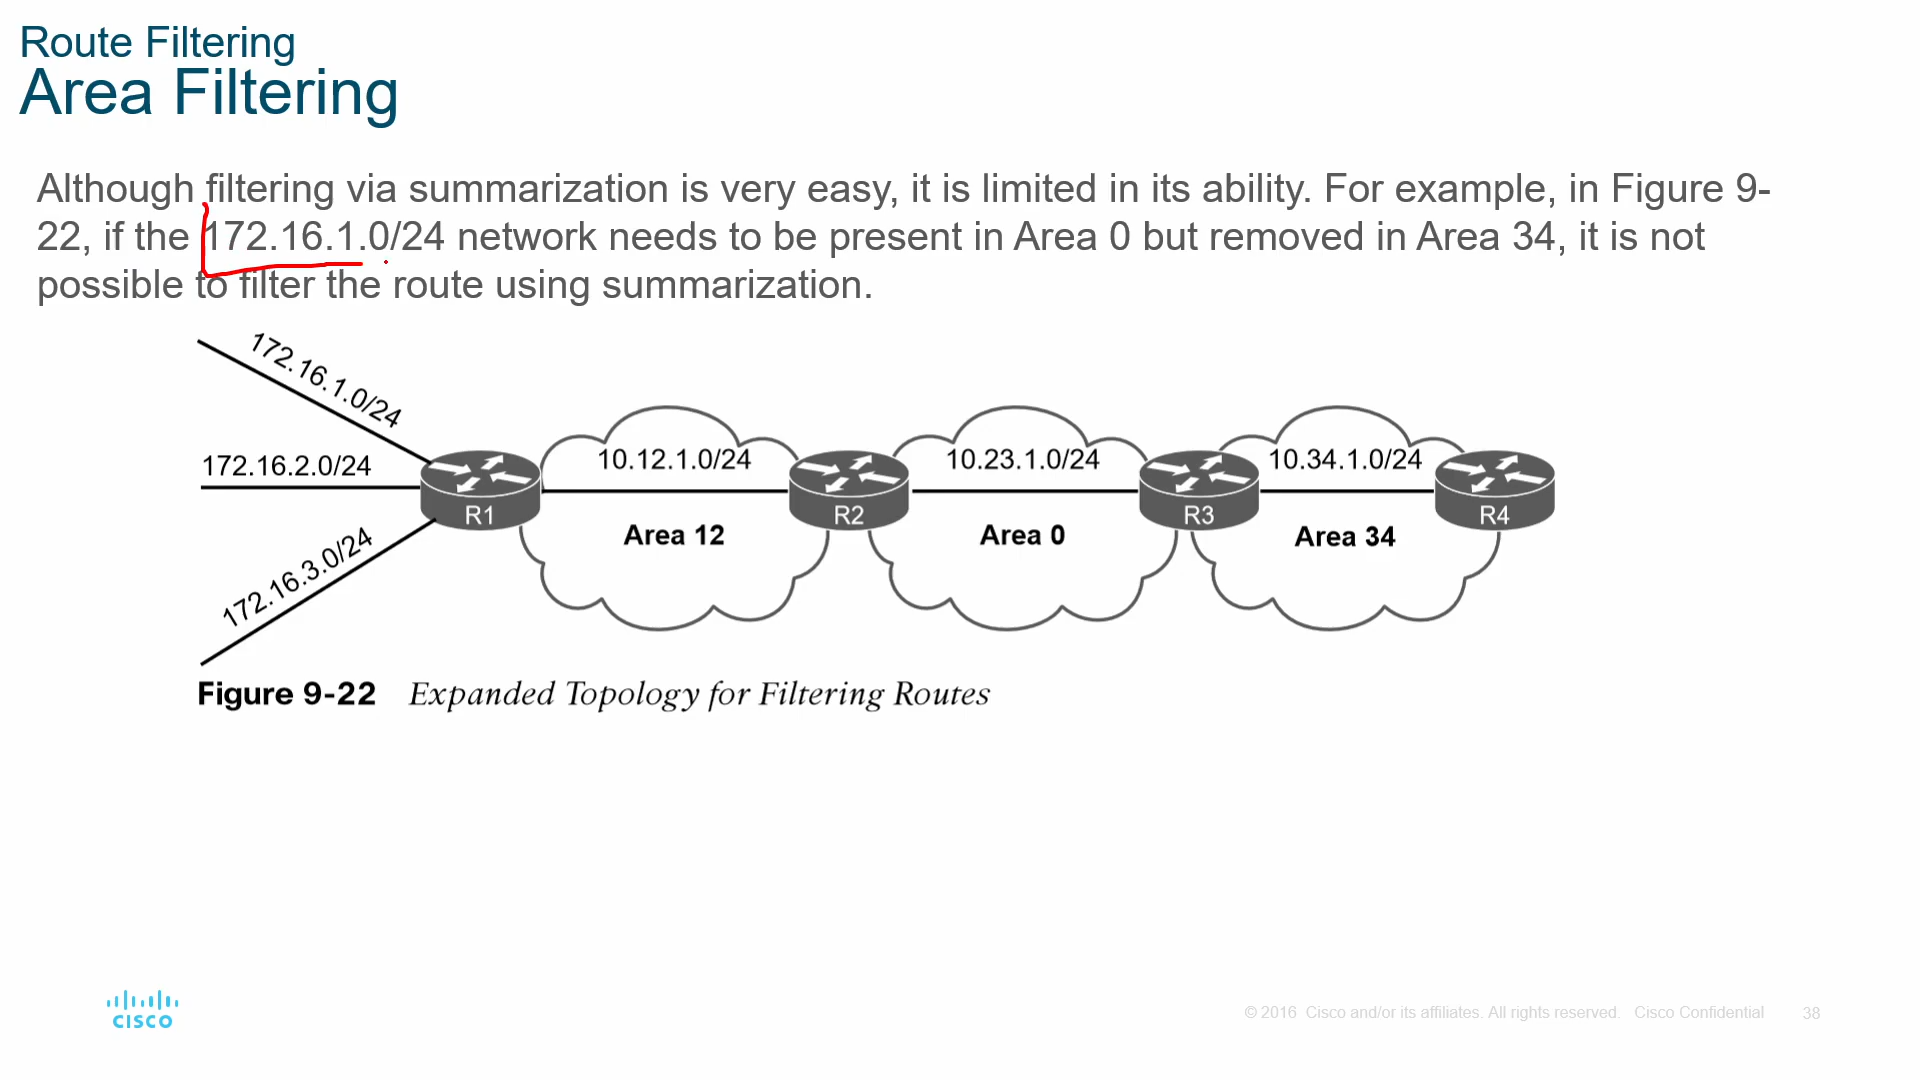 Route Filtering
Area Filtering
Although filtering via summarization is very easy, it is limited in its ability. For example, in Figure 9-
22, if the 172.16.1.0/24 network needs to be present in Area 0 but removed in Area 34, it is not
possible to filter the route using summarization.
172.16.1.0/24
172.16.2.0/24
172.16.3.0/24
R1
10.12.1.0/24
Area 12
R2
10.23.1.0/24
Area 0
R3
10.34.1.0/24
Area 34
R4
Figure 9-22 Expanded Topology for Filtering Routes
CISCO
© 2016 Cisco and/or its affiliates. All rights reserved. Cisco Confidential 38